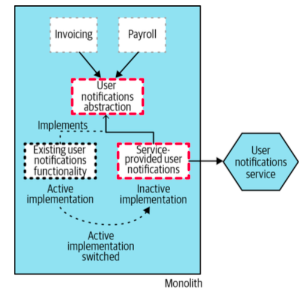 Invoicing
Payroll
User
notifications
abstraction
Implements
Existing user
notifications
functionality
Service-
provided user
notifications
User
notifications
service
Active
implementation
Inactive
implementation
Active
implementation
switched
Monolith